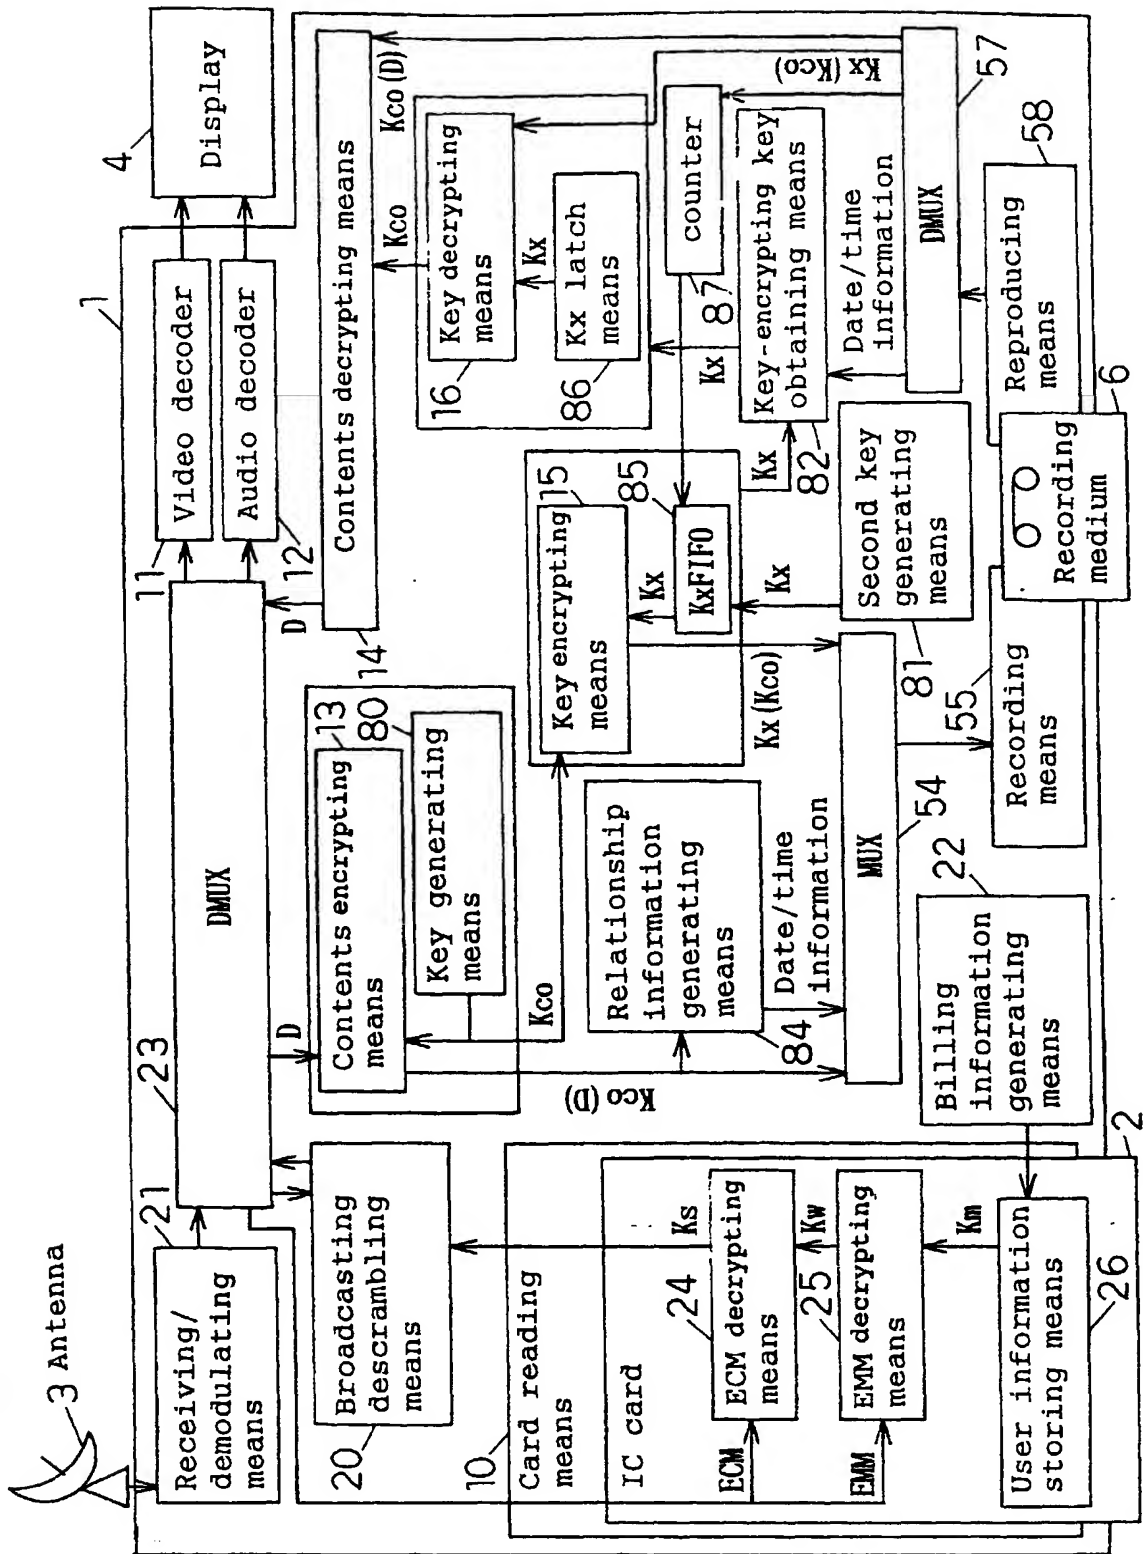 3 Antenna
1
21
Receiving/
demodulating
means
23
DMUX
11
Video decoder
12
Audio decoder
4
Display
20
Broadcasting
descrambling
means
D
13
Contents encrypting
means
80
Key generating
means
D
14
Contents decrypting means
Kco (D)
Kco
Kco (D)
Kco
10
Card reading
means
IC card
Ks
24
ECM decrypting
means
ECM
Kw
25
EMM decrypting
means
EMM
Km
User information
storing means
26
2
Relationship
information
generating
means
84
Date/time
information
15
Key encrypting
means
Kx
85
KxFIFO
Kx
Kx (Kco)
Kx
16
Key decrypting
means
Kx
Kx latch
means
86
Kx
87
counter
Key-encrypting key
obtaining means
82
Kx (Kco)
Date/time
information
DMUX
57
MUX
54
Second key
generating
means
81
22
Billing
information
generating
means
55
Recording
means
Recording
medium
6
Reproducing
means
58